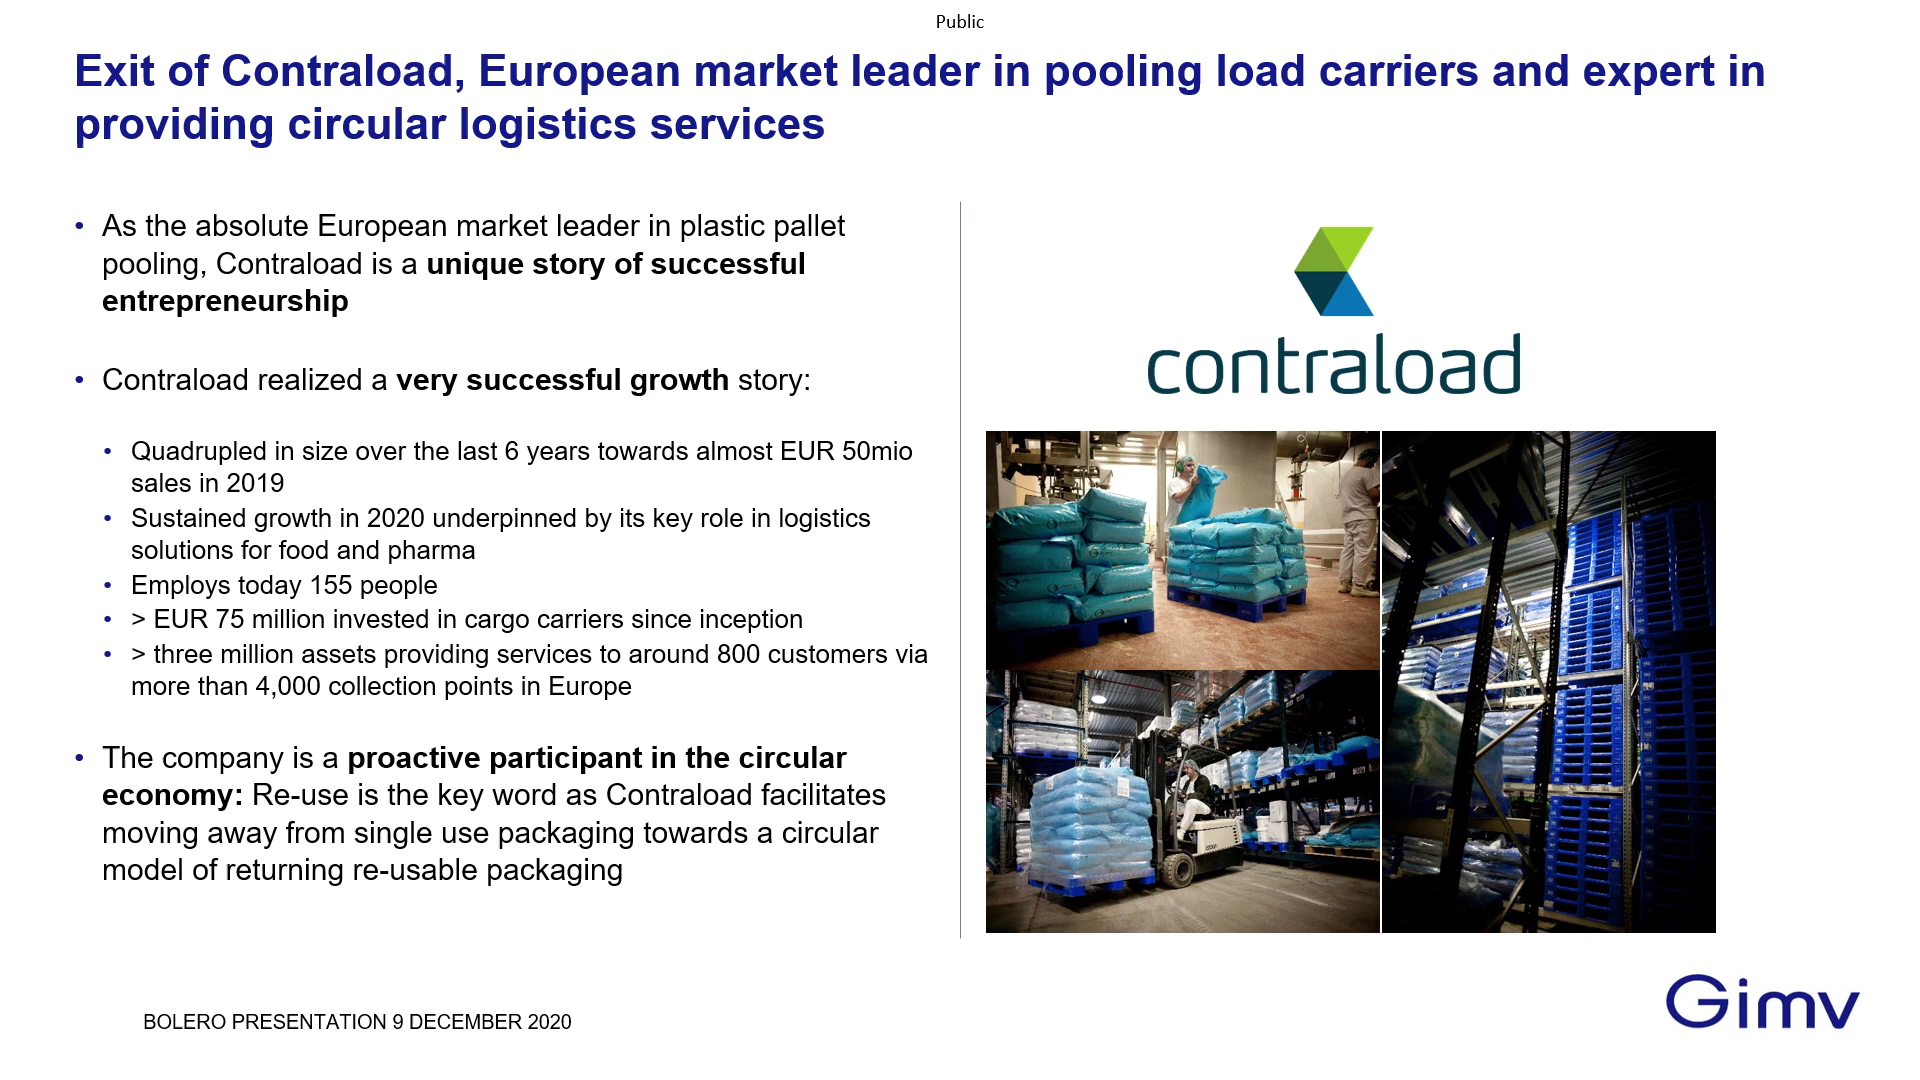 Public
Exit of Contraload, European market leader in pooling load carriers and expert in
providing circular logistics services
• As the absolute European market leader in plastic pallet
pooling, Contraload is a unique story of successful
entrepreneurship
• Contraload realized a very successful growth story:
• Quadrupled in size over the last 6 years towards almost EUR 50mio
sales in 2019
• Sustained growth in 2020 underpinned by its key role in logistics
solutions for food and pharma
• Employs today 155 people
• > EUR 75 million invested in cargo carriers since inception
• > three million assets providing services to around 800 customers via
more than 4,000 collection points in Europe
• The company is a proactive participant in the circular
economy: Re-use is the key word as Contraload facilitates
moving away from single use packaging towards a circular
model of returning re-usable packaging
contraload
BOLERO PRESENTATION 9 DECEMBER 2020
Gimv